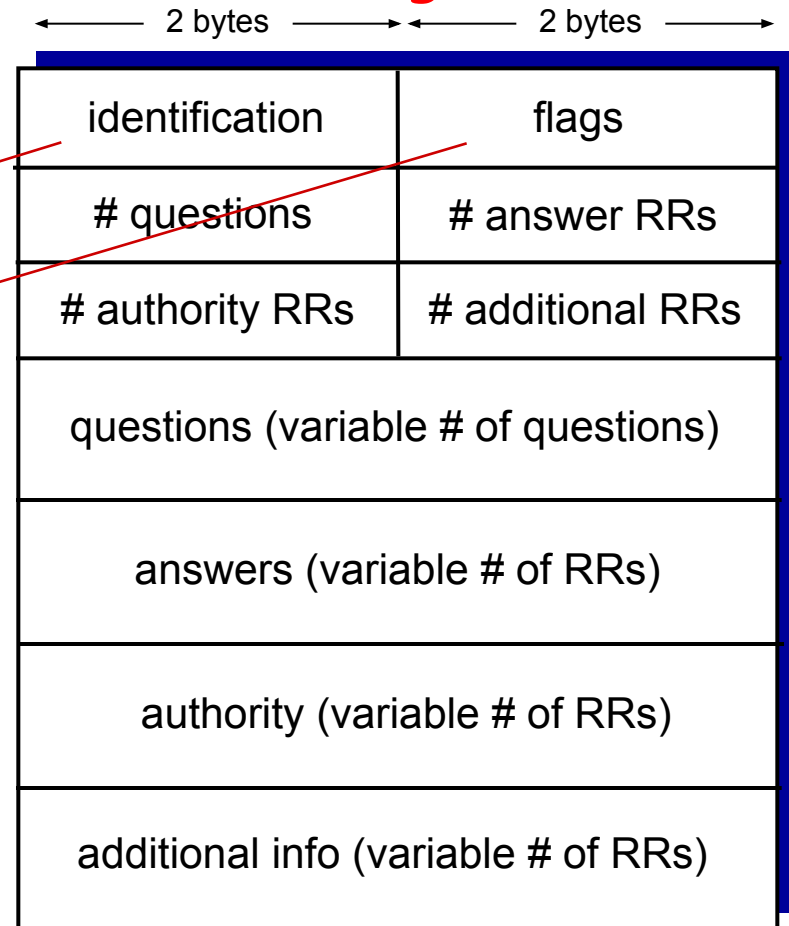 2 bytes 2 bytes
identification flags
# questions # answer RRs
# authority RRs # additional RRs
questions (variable # of questions)
answers (variable # of RRs)
authority (variable # of RRs)
additional info (variable # of RRs)